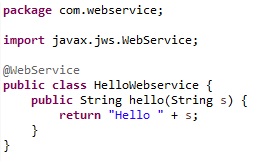 package com.webservice;
import javax.jws.WebService;
@WebService
public class HelloWebservice {
    public String hello(String s) {
        return "Hello " + s;
    }
}